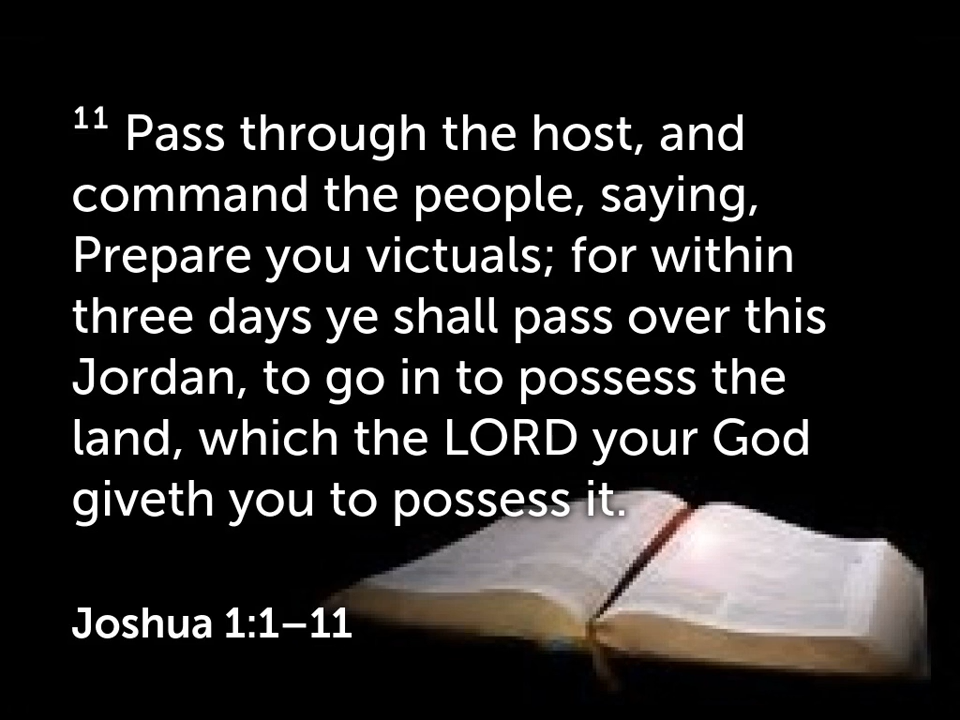 ¹¹ Pass through the host, and
command the people, saying,
Prepare you victuals; for within
three days ye shall pass over this
Jordan, to go in to possess the
land, which the LORD your God
giveth you to possess it.
Joshua 1:1–11